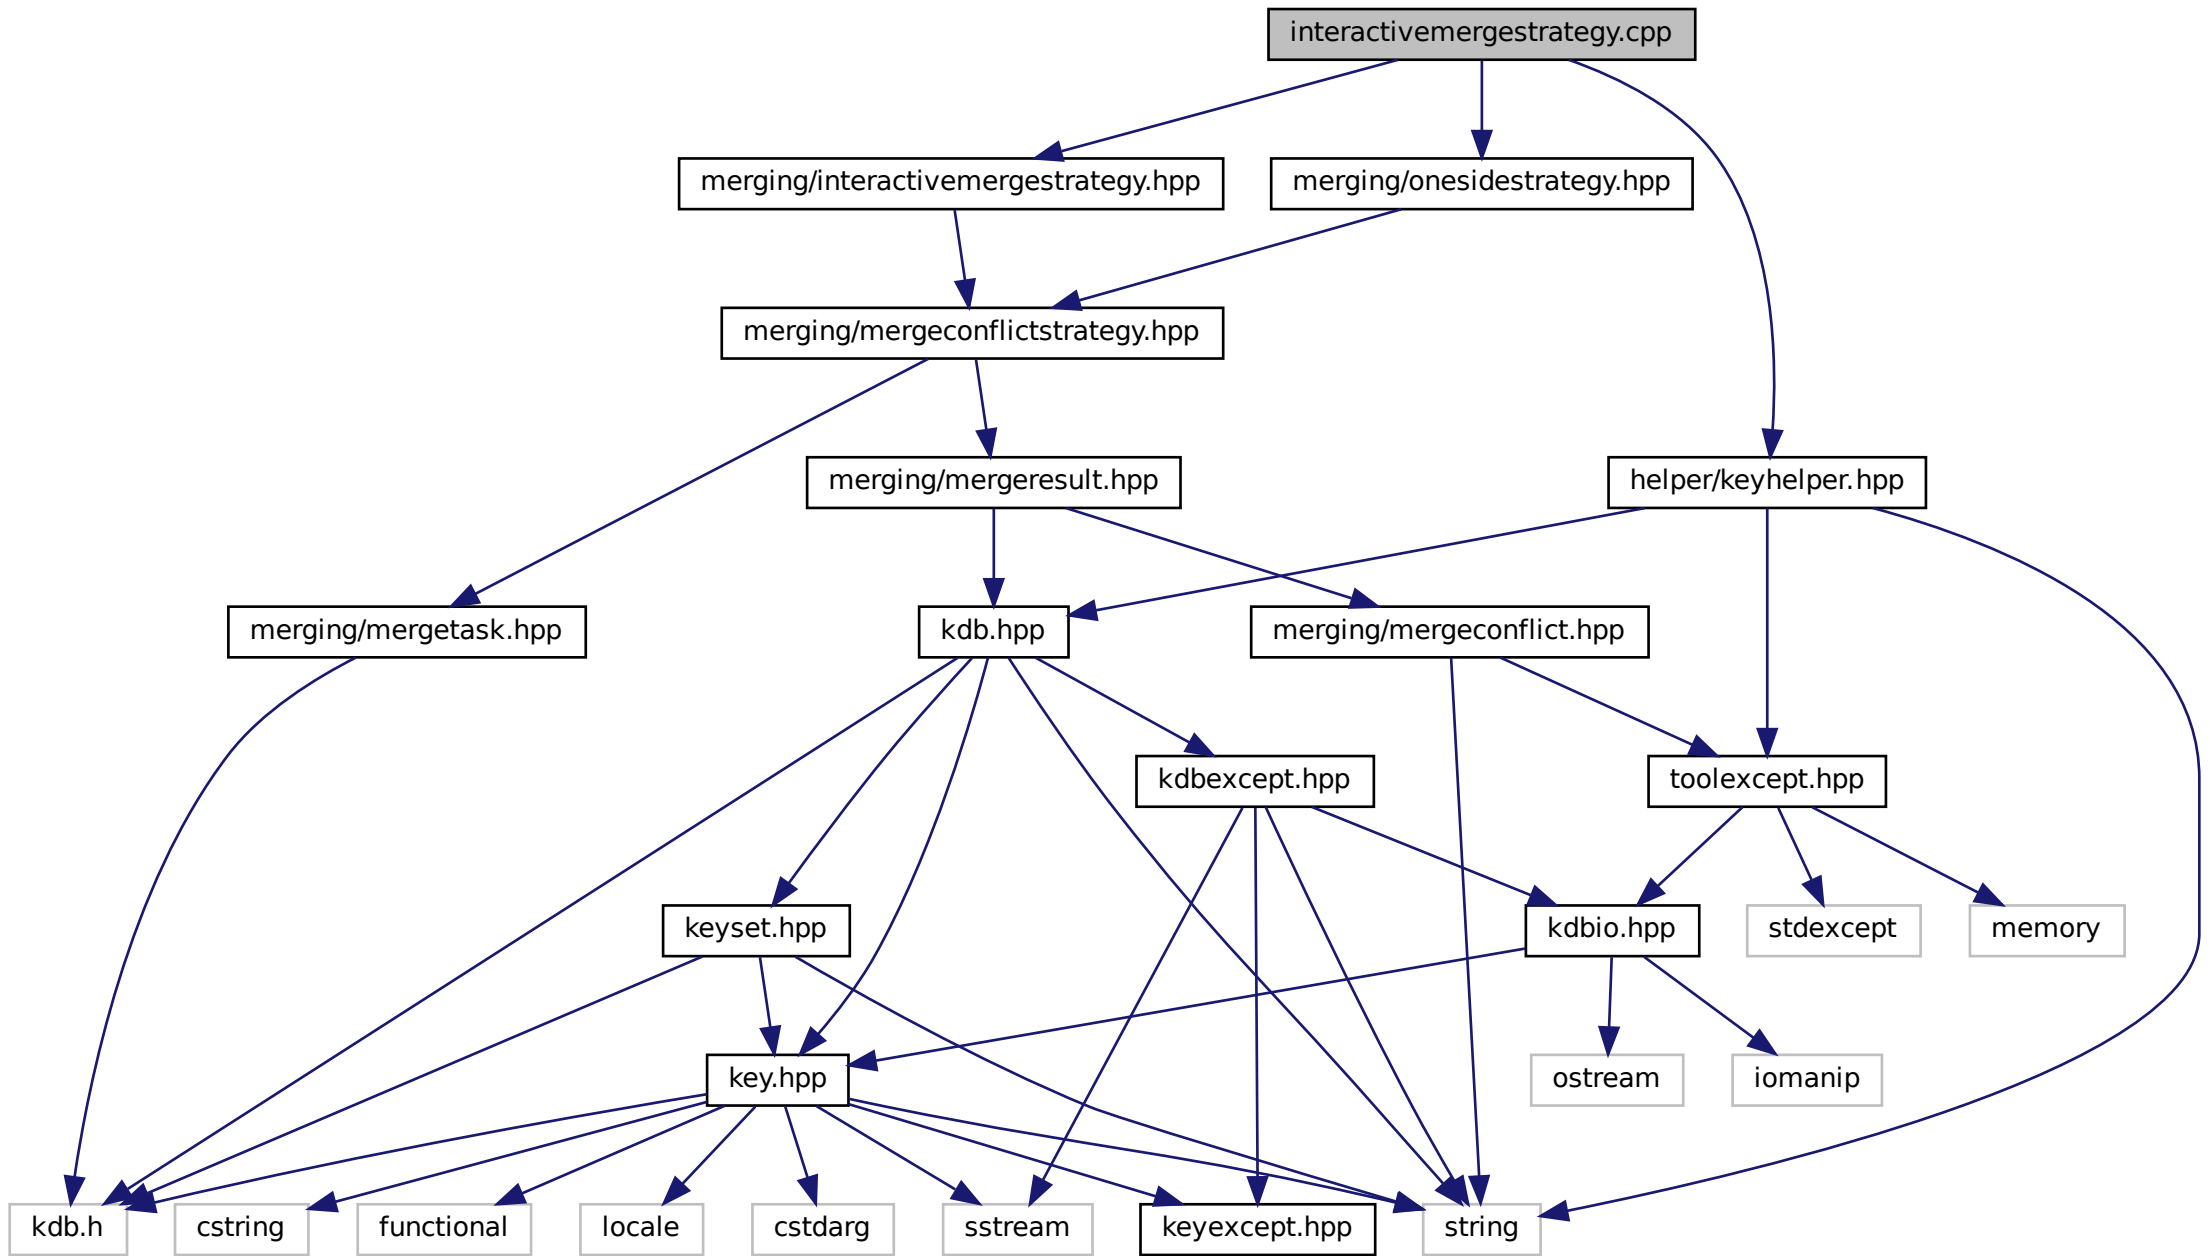 interactivemergestrategy.cpp
merging/interactivemergestrategy.hpp
merging/onesidestrategy.hpp
merging/mergeconflictstrategy.hpp
merging/mergeresult.hpp
helper/keyhelper.hpp
merging/mergetask.hpp
kdb.hpp
merging/mergeconflict.hpp
kdbexcept.hpp
toolexcept.hpp
keyset.hpp
kdbio.hpp
stdexcept
memory
key.hpp
ostream
iomanip
kdb.h
cstring
functional
locale
cstdarg
sstream
keyexcept.hpp
string